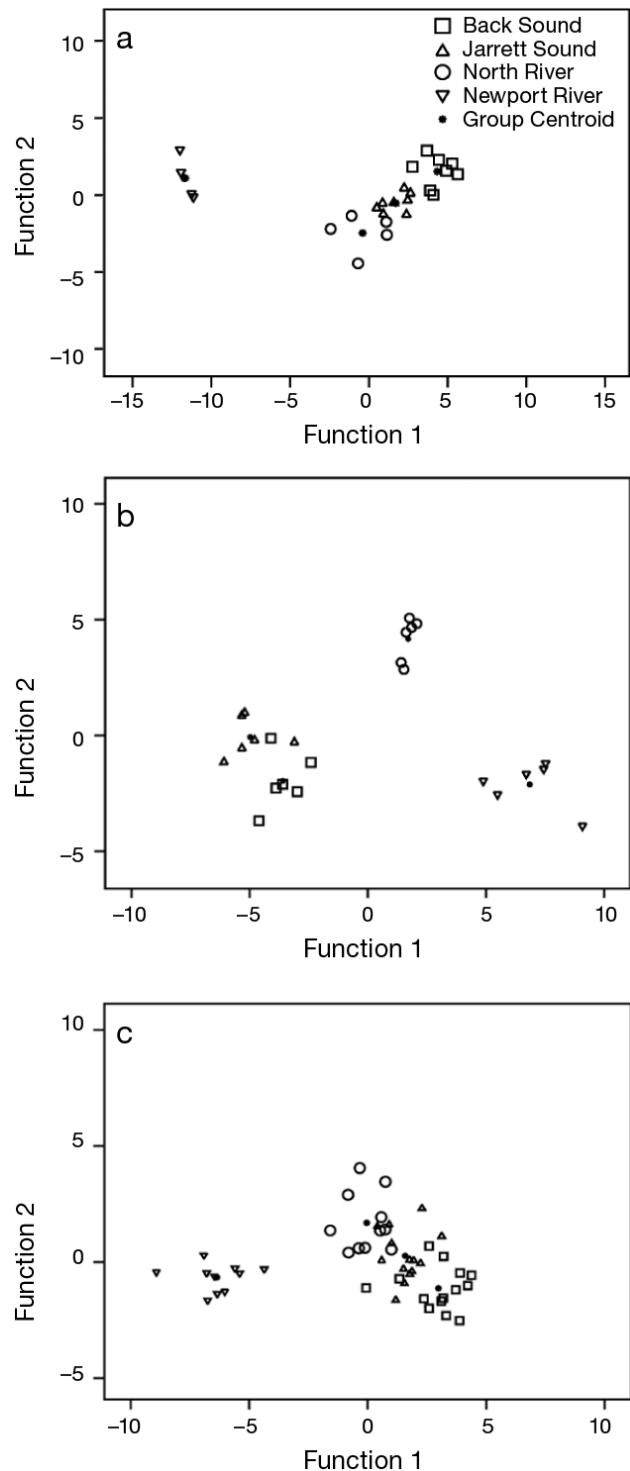 a
Back Sound
Jarrett Sound
North River
Newport River
Group Centroid
10
5
0
−5
−10
Function 2
−15 −10 −5 0 5 10 15
Function 1
b
10
5
0
−5
Function 2
−10 −5 0 5 10
Function 1
c
10
5
0
−5
Function 2
−10 −5 0 5 10
Function 1